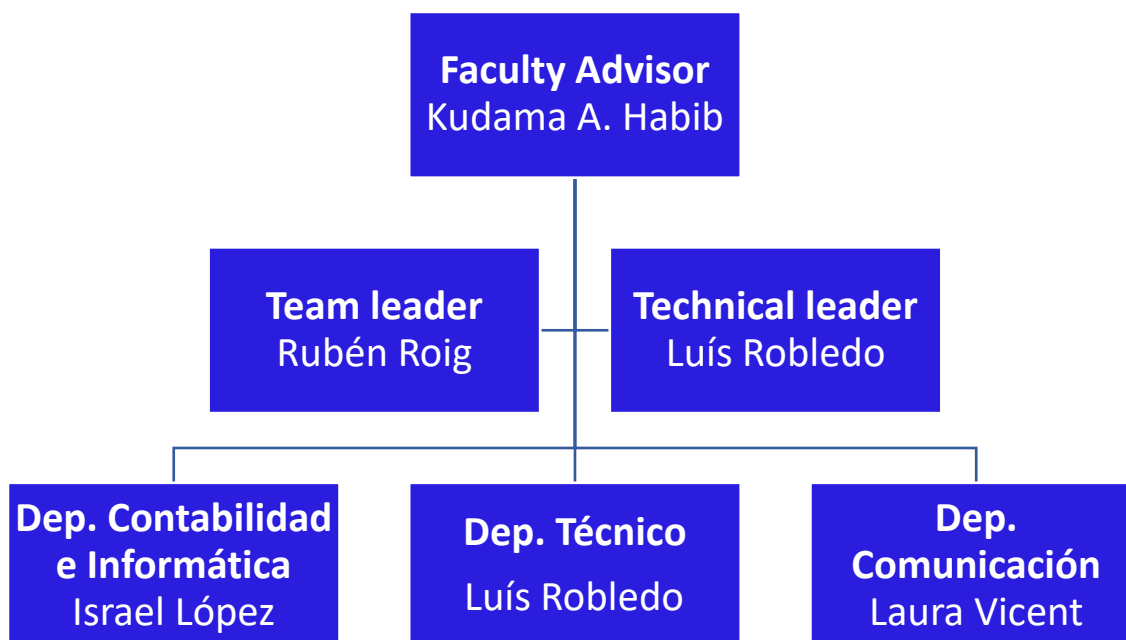 Faculty Advisor
Kudama A. Habib
Team leader
Rubén Roig
Technical leader
Luís Robledo
Dep. Contabilidad
e Informática
Israel López
Dep. Técnico
Luís Robledo
Dep.
Comunicación
Laura Vicent